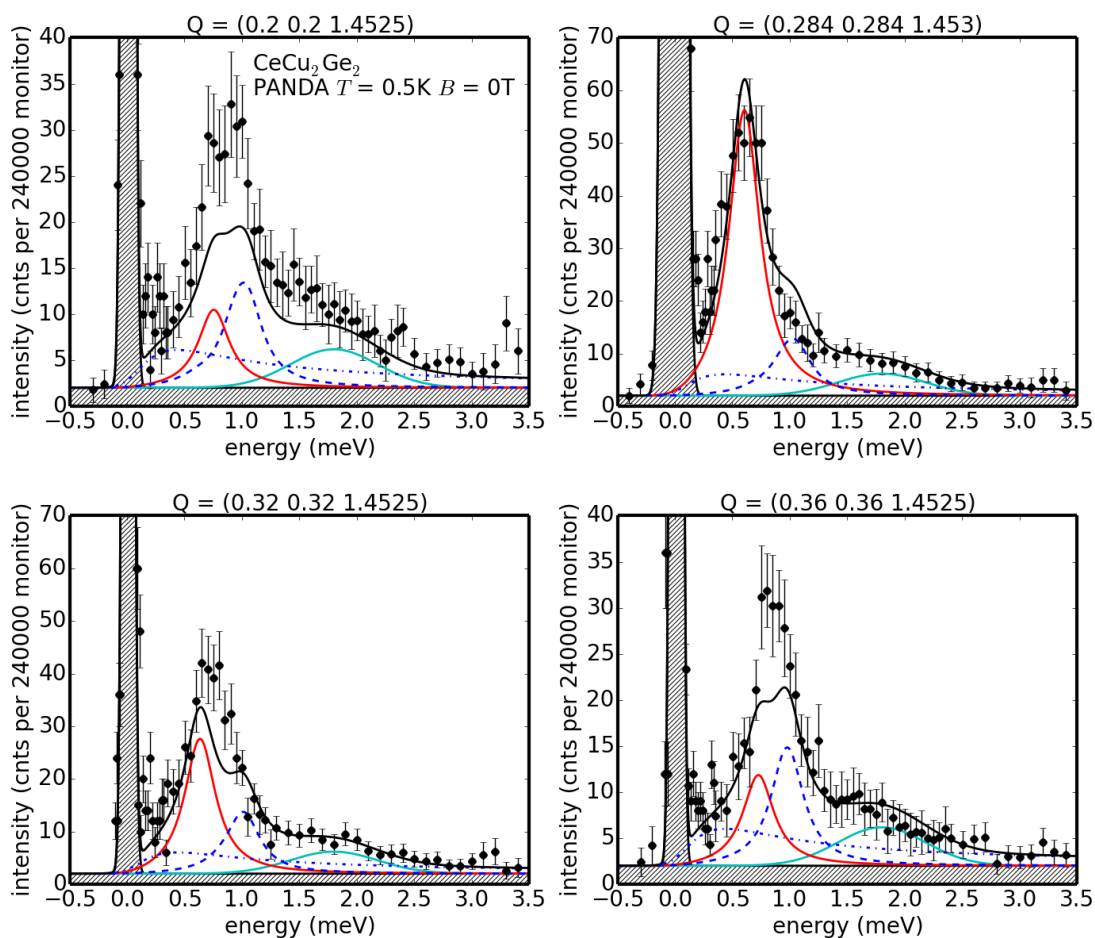 Q = (0.2 0.2 1.4525)
CeCu₂Ge₂
PANDA T = 0.5K B = 0T
intensity (cnts per 240000 monitor)
40
35
30
25
20
15
10
5
0
−0.5 0.0 0.5 1.0 1.5 2.0 2.5 3.0 3.5
energy (meV)
Q = (0.284 0.284 1.453)
intensity (cnts per 240000 monitor)
70
60
50
40
30
20
10
0
−0.5 0.0 0.5 1.0 1.5 2.0 2.5 3.0 3.5
energy (meV)
Q = (0.32 0.32 1.4525)
intensity (cnts per 240000 monitor)
70
60
50
40
30
20
10
0
−0.5 0.0 0.5 1.0 1.5 2.0 2.5 3.0 3.5
energy (meV)
Q = (0.36 0.36 1.4525)
intensity (cnts per 240000 monitor)
40
35
30
25
20
15
10
5
0
−0.5 0.0 0.5 1.0 1.5 2.0 2.5 3.0 3.5
energy (meV)